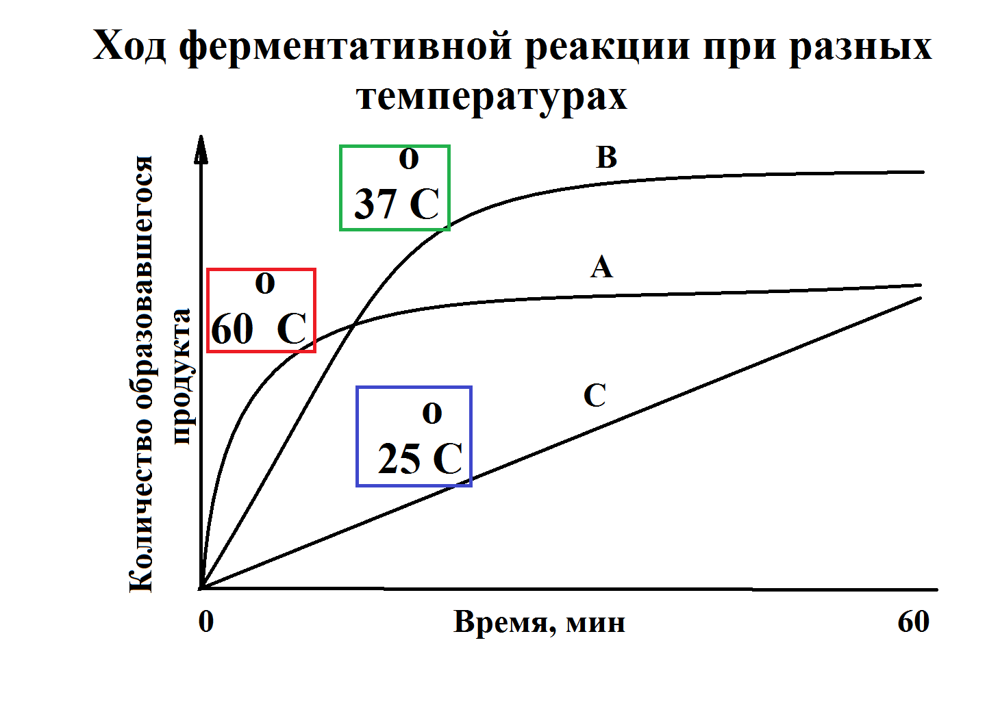 Ход ферментативной реакции при разных
температурах
Количество образовавшегося
продукта
o
37 C
B
o
60 C
A
o
25 C
C
0
Время, мин
60